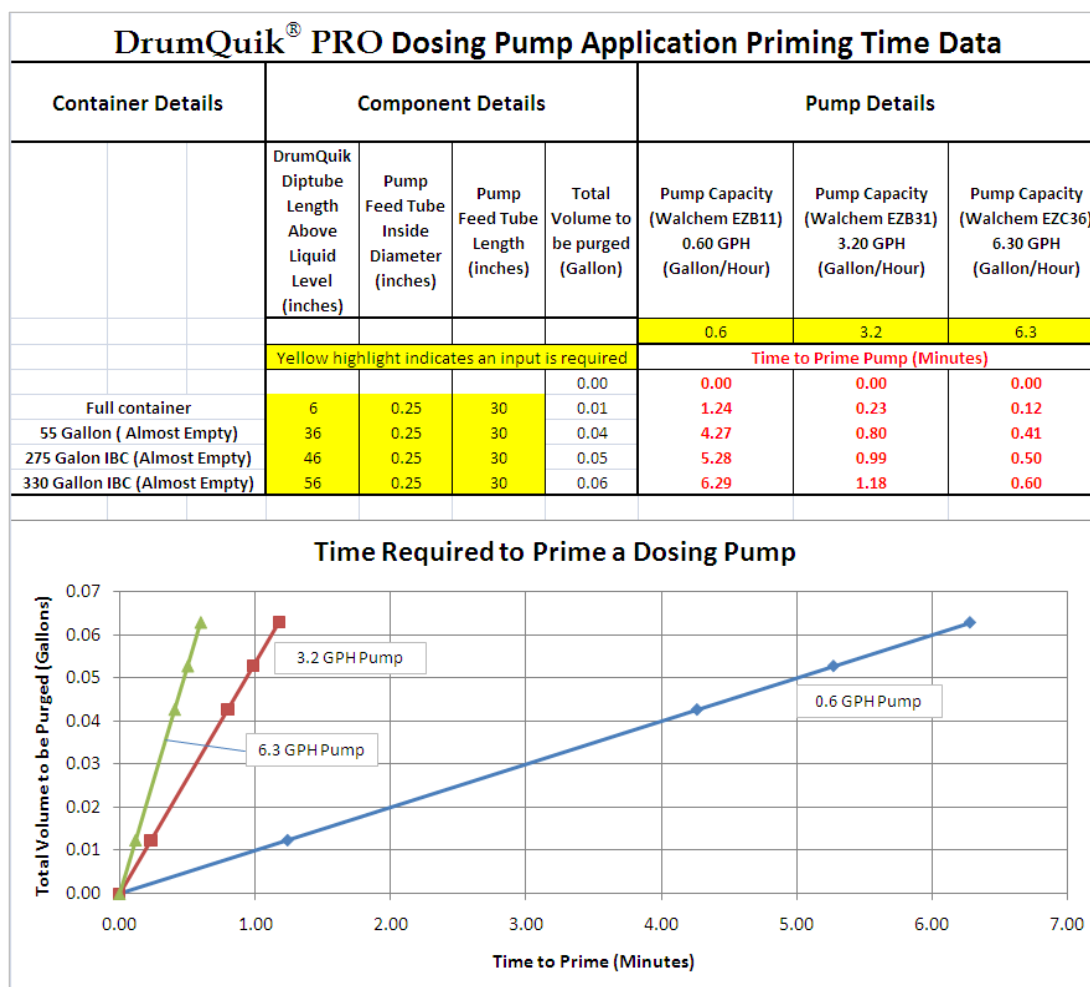 DrumQuik® PRO Dosing Pump Application Priming Time Data
Container Details Component Details Pump Details
DrumQuik
Diptube
Length
Above
Liquid
Level
(inches)
Pump
Feed Tube
Inside
Diameter
(inches)
Pump
Feed Tube
Length
(inches)
Total
Volume to
be purged
(Gallon)
Pump Capacity
(Walchem EZB11)
0.60 GPH
(Gallon/Hour)
Pump Capacity
(Walchem EZB31)
3.20 GPH
(Gallon/Hour)
Pump Capacity
(Walchem EZC36)
6.30 GPH
(Gallon/Hour)
0.6 3.2 6.3
Yellow highlight indicates an input is required Time to Prime Pump (Minutes)
0.00 0.00 0.00 0.00
Full container 6 0.25 30 0.01 1.24 0.23 0.12
55 Gallon ( Almost Empty) 36 0.25 30 0.04 4.27 0.80 0.41
275 Galon IBC (Almost Empty) 46 0.25 30 0.05 5.28 0.99 0.50
330 Gallon IBC (Almost Empty) 56 0.25 30 0.06 6.29 1.18 0.60
Time Required to Prime a Dosing Pump
Total Volume to be Purged (Gallons)
0.07
0.06
0.05
0.04
0.03
0.02
0.01
0.00
3.2 GPH Pump
0.6 GPH Pump
6.3 GPH Pump
0.00 1.00 2.00 3.00 4.00 5.00 6.00 7.00
Time to Prime (Minutes)